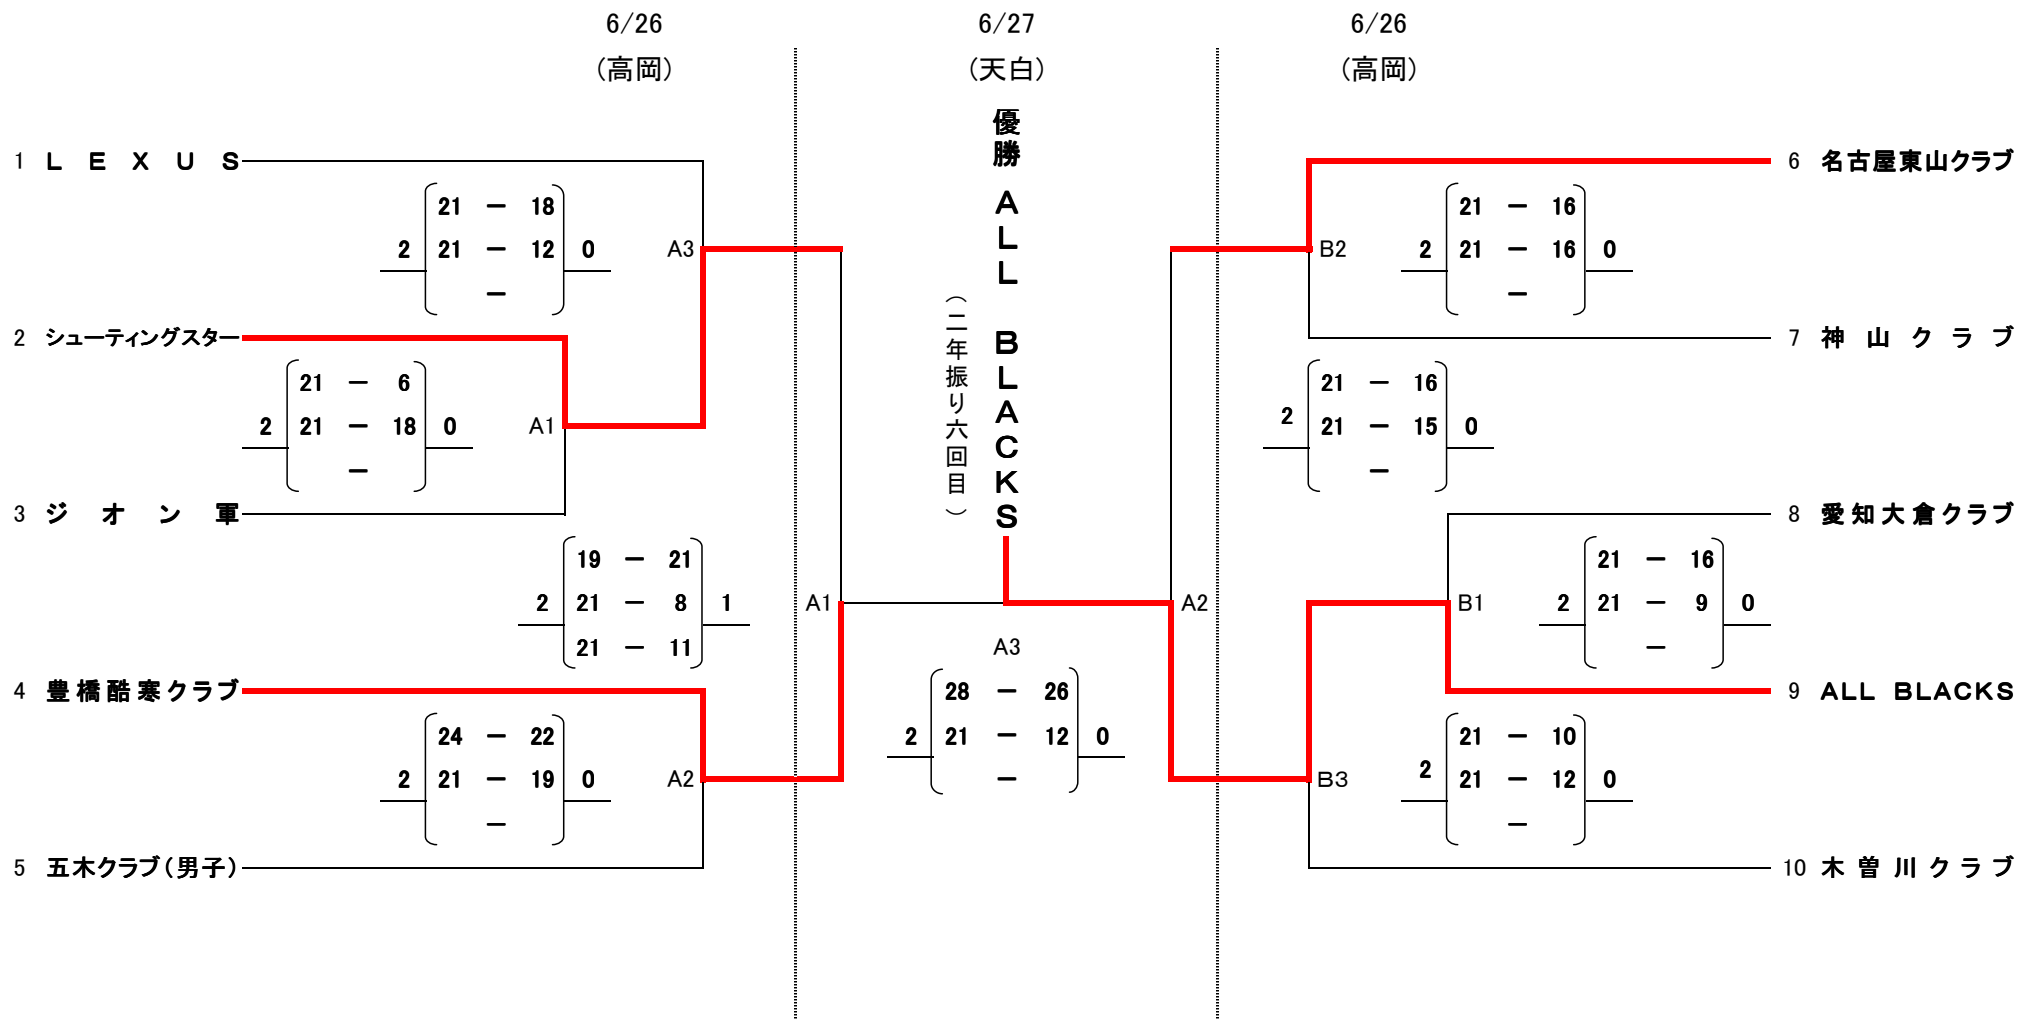 6/26
(高岡)
6/27
(天白)
6/26
(高岡)
優勝 ALL BLACKS
(二年振り六回目)
1 LEXUS
21 － 18
2 21 － 12 0
－
A3
2 シューティングスター
21 － 6
2 21 － 18 0
－
A1
3 ジオン軍
19 － 21
2 21 － 8 1
21 － 11
A1
4 豊橋酷寒クラブ
24 － 22
2 21 － 19 0
－
A2
5 五木クラブ(男子)
A3
28 － 26
2 21 － 12 0
－
6 名古屋東山クラブ
B2
21 － 16
2 21 － 16 0
－
7 神山クラブ
21 － 16
2 21 － 15 0
－
A2
8 愛知大倉クラブ
B1
21 － 16
2 21 － 9 0
－
9 ALL BLACKS
B3
21 － 10
2 21 － 12 0
－
10 木曽川クラブ